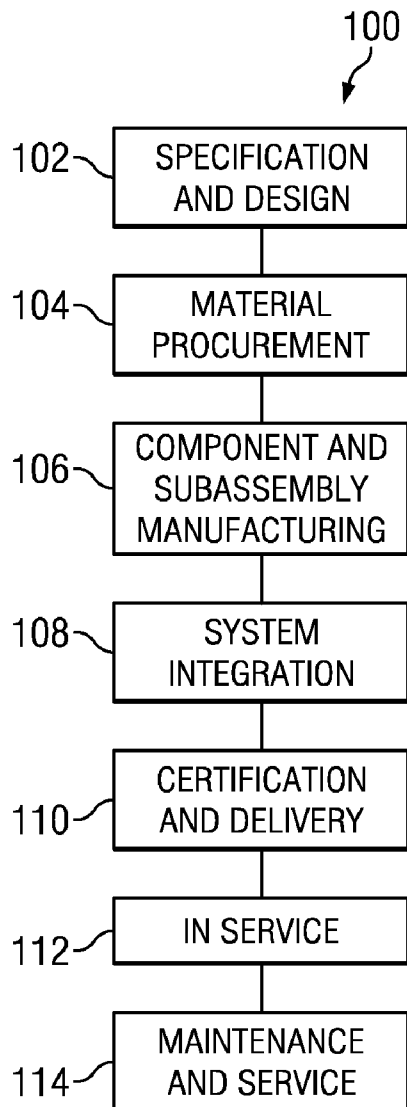 100
102
SPECIFICATION
AND DESIGN
104
MATERIAL
PROCUREMENT
106
COMPONENT AND
SUBASSEMBLY
MANUFACTURING
108
SYSTEM
INTEGRATION
110
CERTIFICATION
AND DELIVERY
112
IN SERVICE
114
MAINTENANCE
AND SERVICE